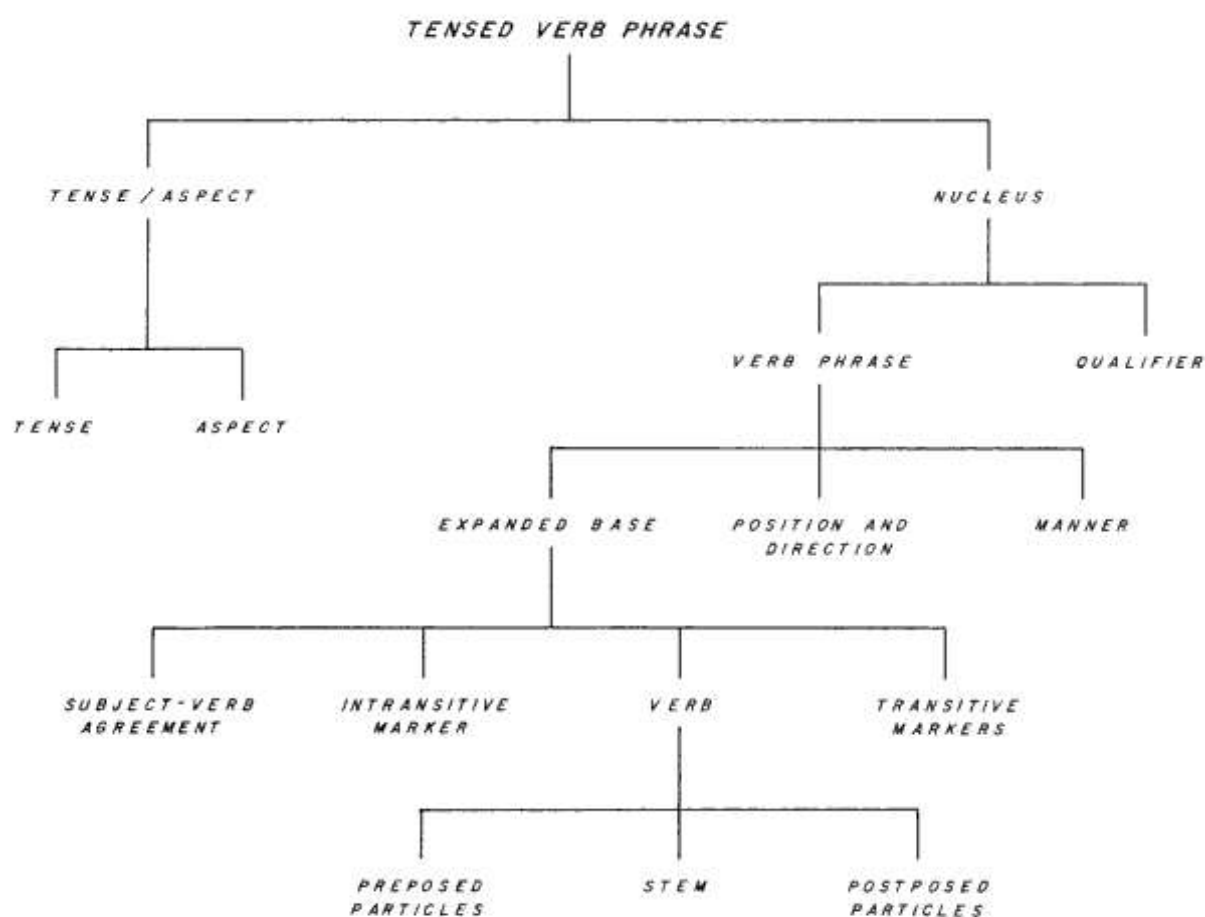 TENSED VERB PHRASE
TENSE / ASPECT
NUCLEUS
VERB PHRASE
QUALIFIER
TENSE
ASPECT
EXPANDED BASE
POSITION AND
DIRECTION
MANNER
SUBJECT-VERB
AGREEMENT
INTRANSITIVE
MARKER
VERB
TRANSITIVE
MARKERS
PREPOSED
PARTICLES
STEM
POSTPOSED
PARTICLES